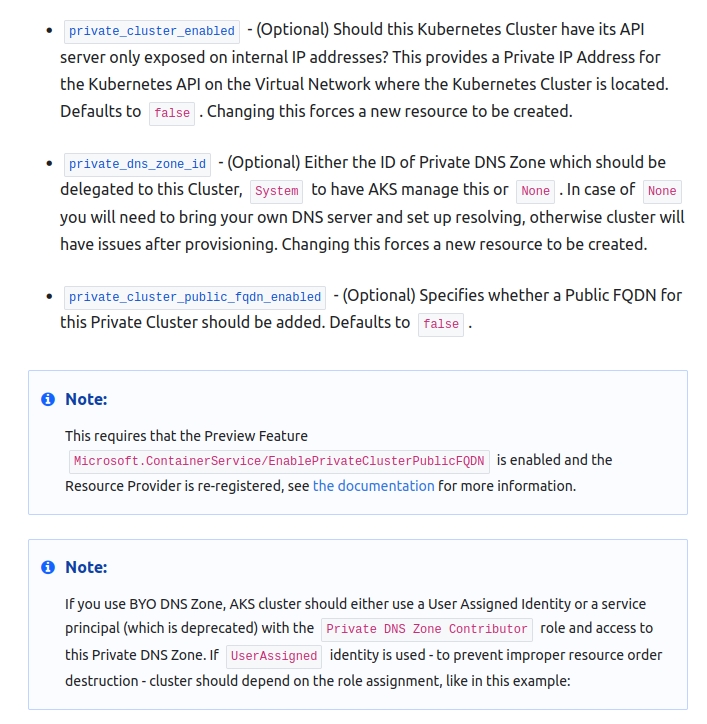 private_cluster_enabled - (Optional) Should this Kubernetes Cluster have its API
server only exposed on internal IP addresses? This provides a Private IP Address for
the Kubernetes API on the Virtual Network where the Kubernetes Cluster is located.
Defaults to false . Changing this forces a new resource to be created.
private_dns_zone_id - (Optional) Either the ID of Private DNS Zone which should be
delegated to this Cluster, System to have AKS manage this or None . In case of None
you will need to bring your own DNS server and set up resolving, otherwise cluster will
have issues after provisioning. Changing this forces a new resource to be created.
private_cluster_public_fqdn_enabled - (Optional) Specifies whether a Public FQDN for
this Private Cluster should be added. Defaults to false .
Note:
This requires that the Preview Feature
Microsoft.ContainerService/EnablePrivateClusterPublicFQDN is enabled and the
Resource Provider is re-registered, see the documentation for more information.
Note:
If you use BYO DNS Zone, AKS cluster should either use a User Assigned Identity or a service
principal (which is deprecated) with the Private DNS Zone Contributor role and access to
this Private DNS Zone. If UserAssigned identity is used - to prevent improper resource order
destruction - cluster should depend on the role assignment, like in this example: